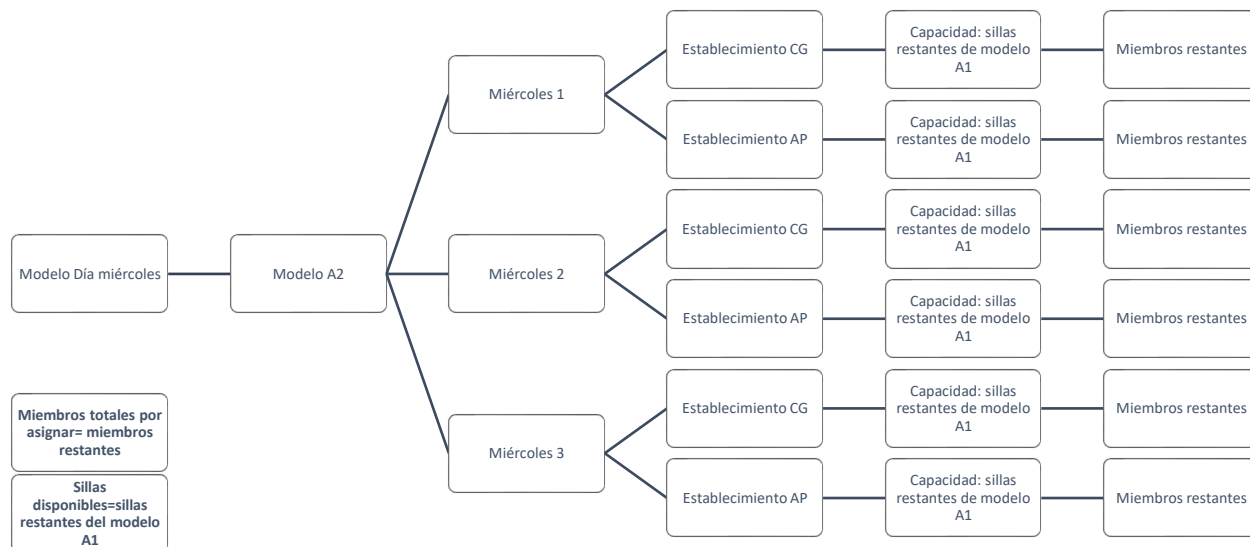 Modelo Día miércoles
Modelo A2
Miércoles 1
Establecimiento CG
Capacidad: sillas
restantes de modelo
A1
Miembros restantes
Establecimiento AP
Capacidad: sillas
restantes de modelo
A1
Miembros restantes
Miércoles 2
Establecimiento CG
Capacidad: sillas
restantes de modelo
A1
Miembros restantes
Establecimiento AP
Capacidad: sillas
restantes de modelo
A1
Miembros restantes
Miércoles 3
Establecimiento CG
Capacidad: sillas
restantes de modelo
A1
Miembros restantes
Establecimiento AP
Capacidad: sillas
restantes de modelo
A1
Miembros restantes
Miembros totales por
asignar= miembros
restantes
Sillas
disponibles=sillas
restantes del modelo
A1